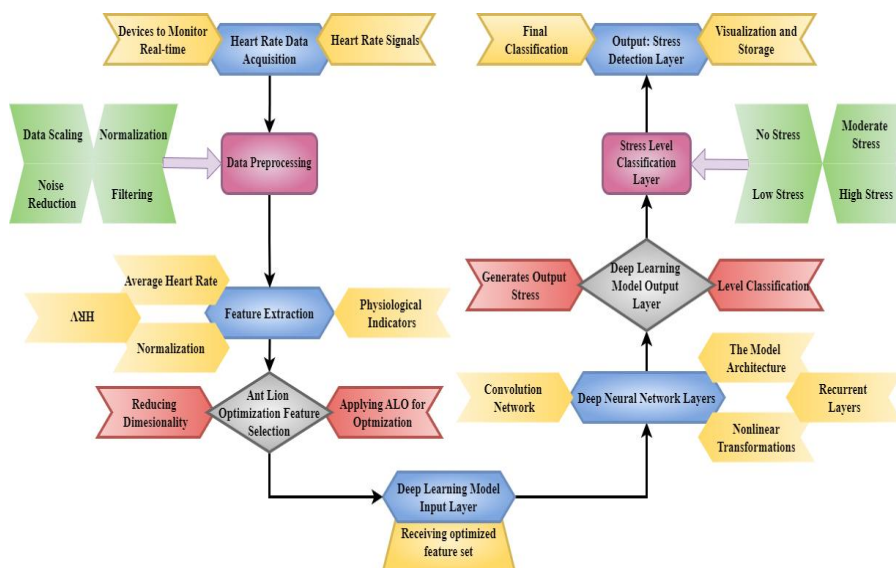 Devices to Monitor
Real-time
Heart Rate Data
Acquisition
Heart Rate Signals
Data Scaling
Normalization
Noise
Reduction
Filtering
Data Preprocessing
Average Heart Rate
HRV
Normalization
Feature Extraction
Physiological
Indicators
Reducing
Dimesionality
Ant Lion
Optimization Feature
Selection
Applying ALO for
Optmization
Deep Learning Model
Input Layer
Receiving optimized
feature set
Convolution
Network
Deep Neural Network Layers
The Model
Architecture
Recurrent
Layers
Nonlinear
Transformations
Generates Output
Stress
Deep Learning
Model Output
Layer
Level Classification
Stress Level
Classification
Layer
No Stress
Moderate
Stress
Low Stress
High Stress
Final
Classification
Output: Stress
Detection Layer
Visualization and
Storage